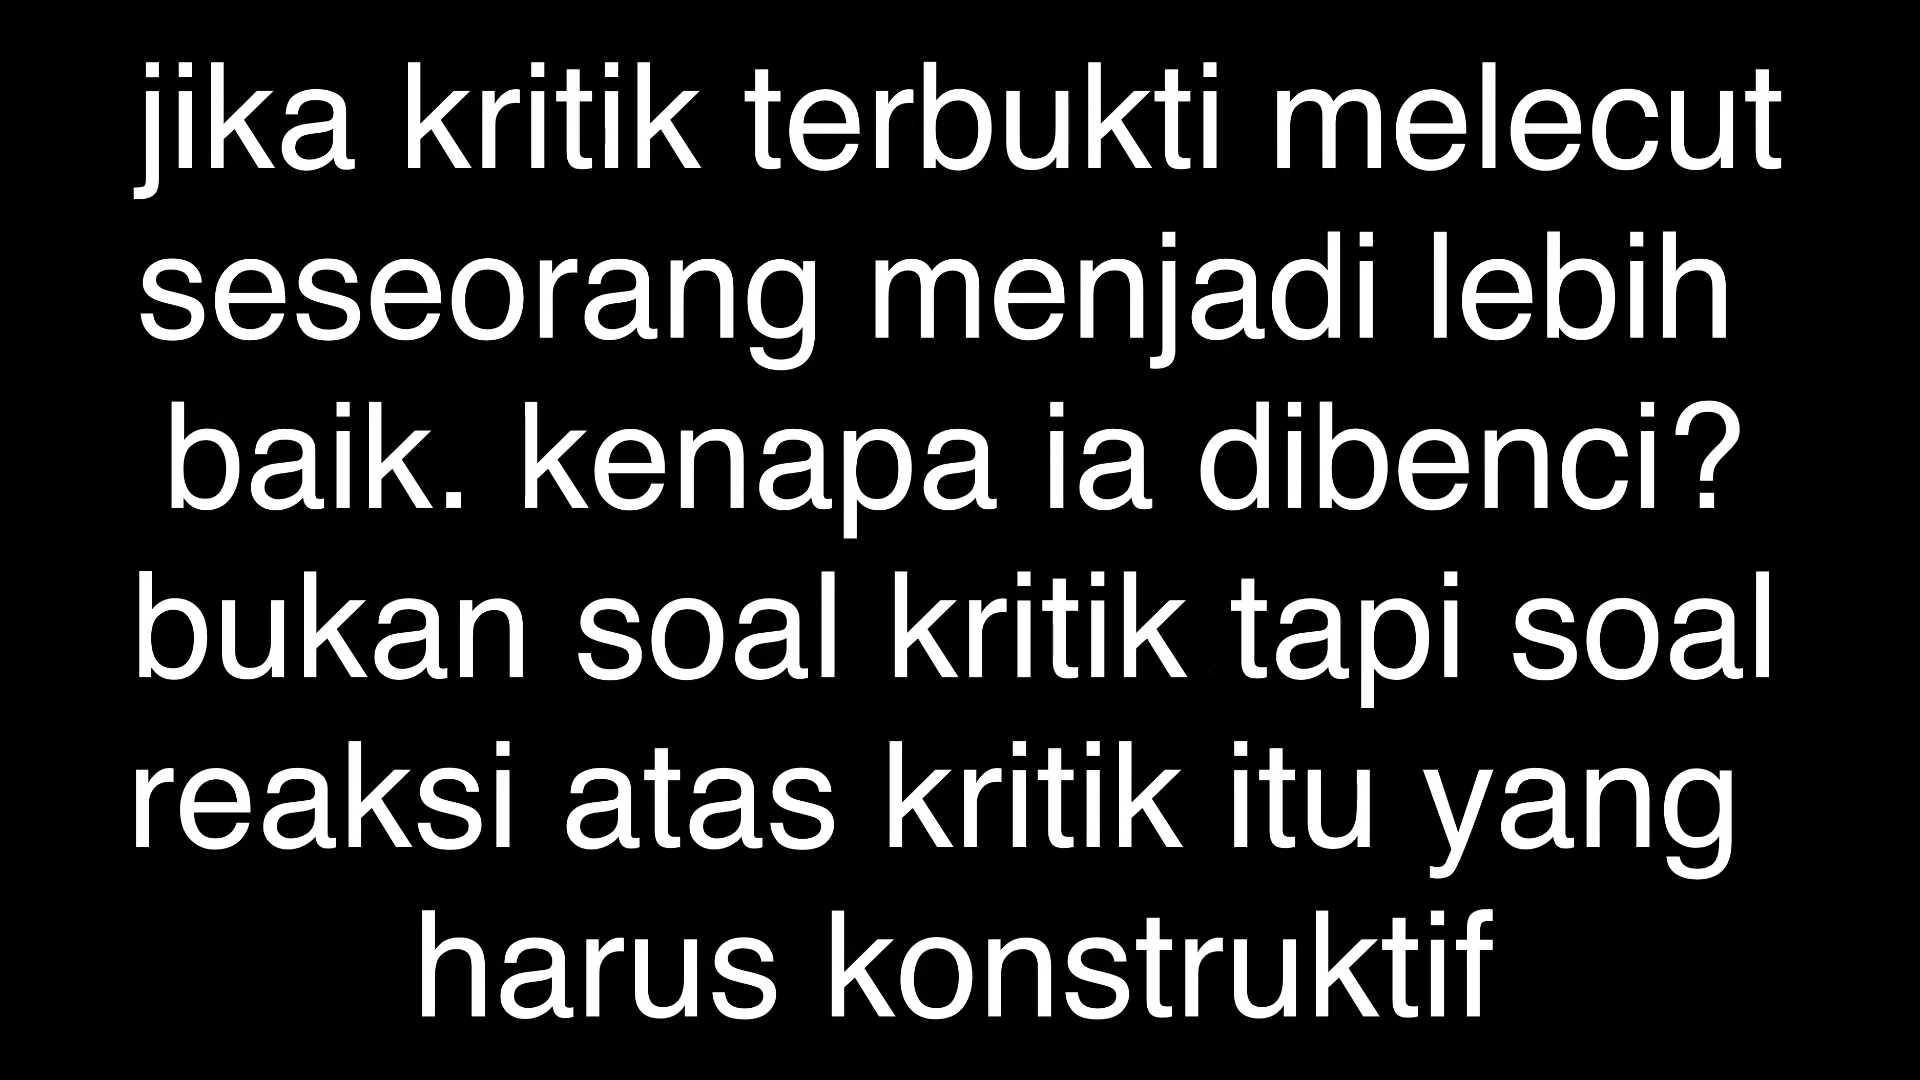 jika kritik terbukti melecut
seseorang menjadi lebih
baik. kenapa ia dibenci?
bukan soal kritik tapi soal
reaksi atas kritik itu yang
harus konstruktif